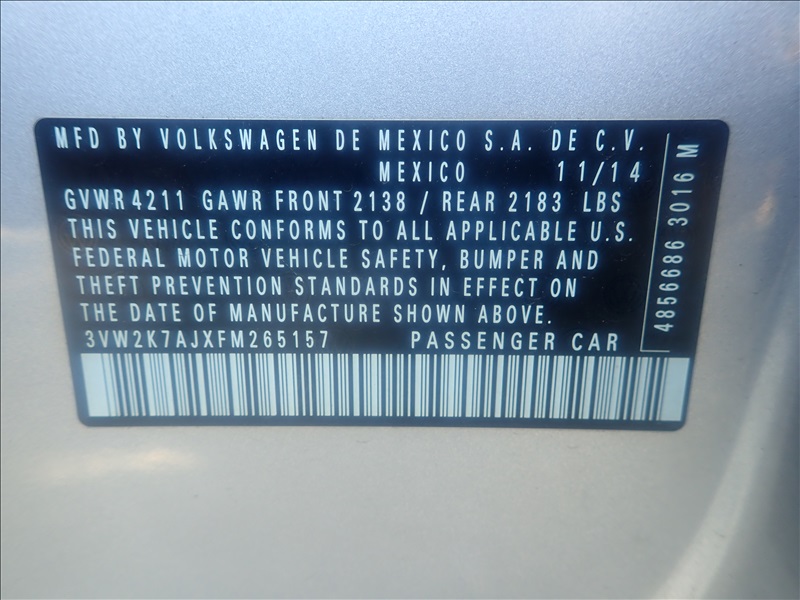 MFD BY VOLKSWAGEN DE MEXICO S.A. DE C.V.
MEXICO 11/14
GVWR 4211 GAWR FRONT 2138 / REAR 2183 LBS
THIS VEHICLE CONFORMS TO ALL APPLICABLE U.S.
FEDERAL MOTOR VEHICLE SAFETY, BUMPER AND
THEFT PREVENTION STANDARDS IN EFFECT ON
THE DATE OF MANUFACTURE SHOWN ABOVE.
3VW2K7AJXFM265157 PASSENGER CAR
4856686 3016 M